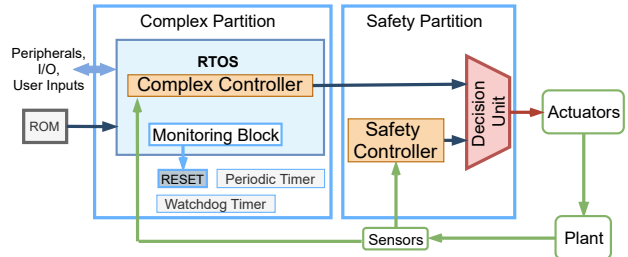 Complex Partition
Safety Partition
Peripherals,
I/O,
User Inputs
RTOS
Complex Controller
ROM
Monitoring Block
RESET
Periodic Timer
Watchdog Timer
Safety
Controller
Decision
Unit
Actuators
Sensors
Plant